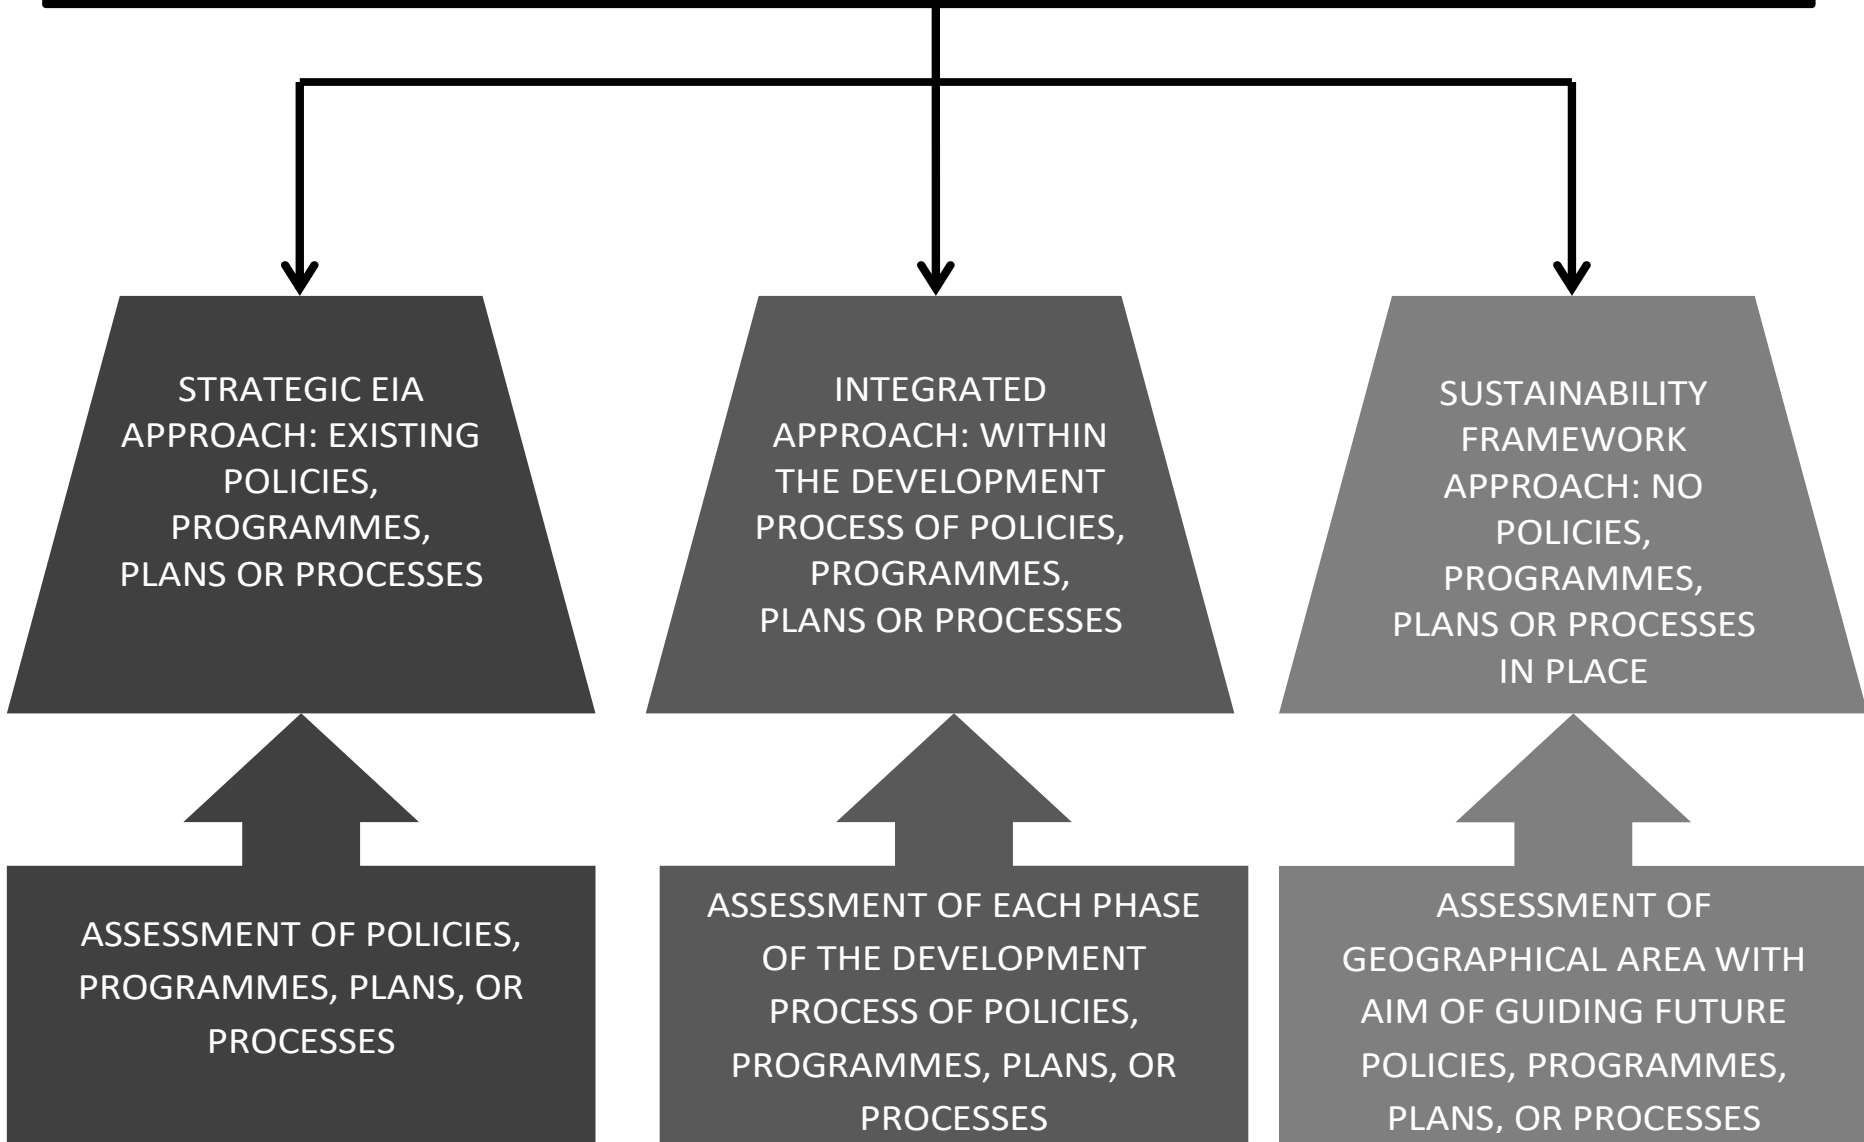 STRATEGIC EIA
APPROACH: EXISTING
POLICIES,
PROGRAMMES,
PLANS OR PROCESSES
INTEGRATED
APPROACH: WITHIN
THE DEVELOPMENT
PROCESS OF POLICIES,
PROGRAMMES,
PLANS OR PROCESSES
SUSTAINABILITY
FRAMEWORK
APPROACH: NO
POLICIES,
PROGRAMMES,
PLANS OR PROCESSES
IN PLACE
ASSESSMENT OF POLICIES,
PROGRAMMES, PLANS, OR
PROCESSES
ASSESSMENT OF EACH PHASE
OF THE DEVELOPMENT
PROCESS OF POLICIES,
PROGRAMMES, PLANS, OR
PROCESSES
ASSESSMENT OF
GEOGRAPHICAL AREA WITH
AIM OF GUIDING FUTURE
POLICIES, PROGRAMMES,
PLANS, OR PROCESSES